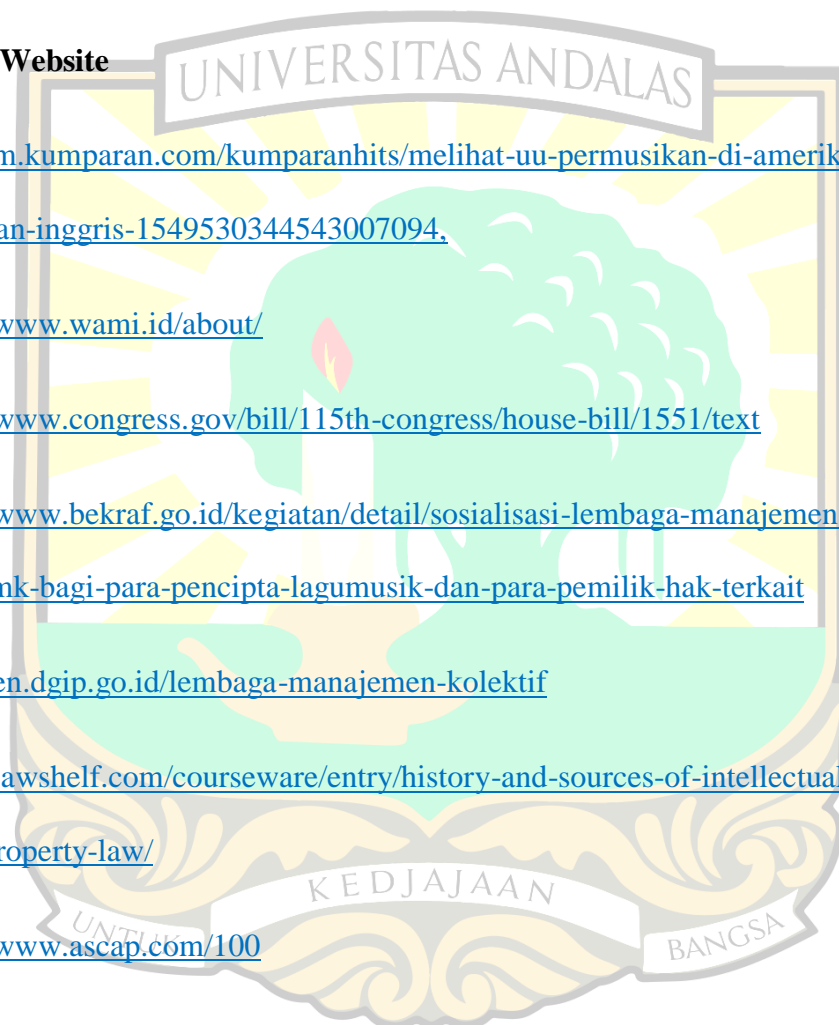 Website
UNIVERSITAS ANDALAS
m.kumparan.com/kumparanhits/melihat-uu-permusikan-di-amerik
an-inggris-1549530344543007094,
www.wami.id/about/
www.congress.gov/bill/115th-congress/house-bill/1551/text
www.bekraf.go.id/kegiatan/detail/sosialisasi-lembaga-manajemen
mk-bagi-para-pencipta-lagumusik-dan-para-pemilik-hak-terkait
en.dgip.go.id/lembaga-manajemen-kolektif
lawshelf.com/courseware/entry/history-and-sources-of-intellectual
roperty-law/
KEDJAJAAN
UNTUK
BANGSA
www.ascap.com/100